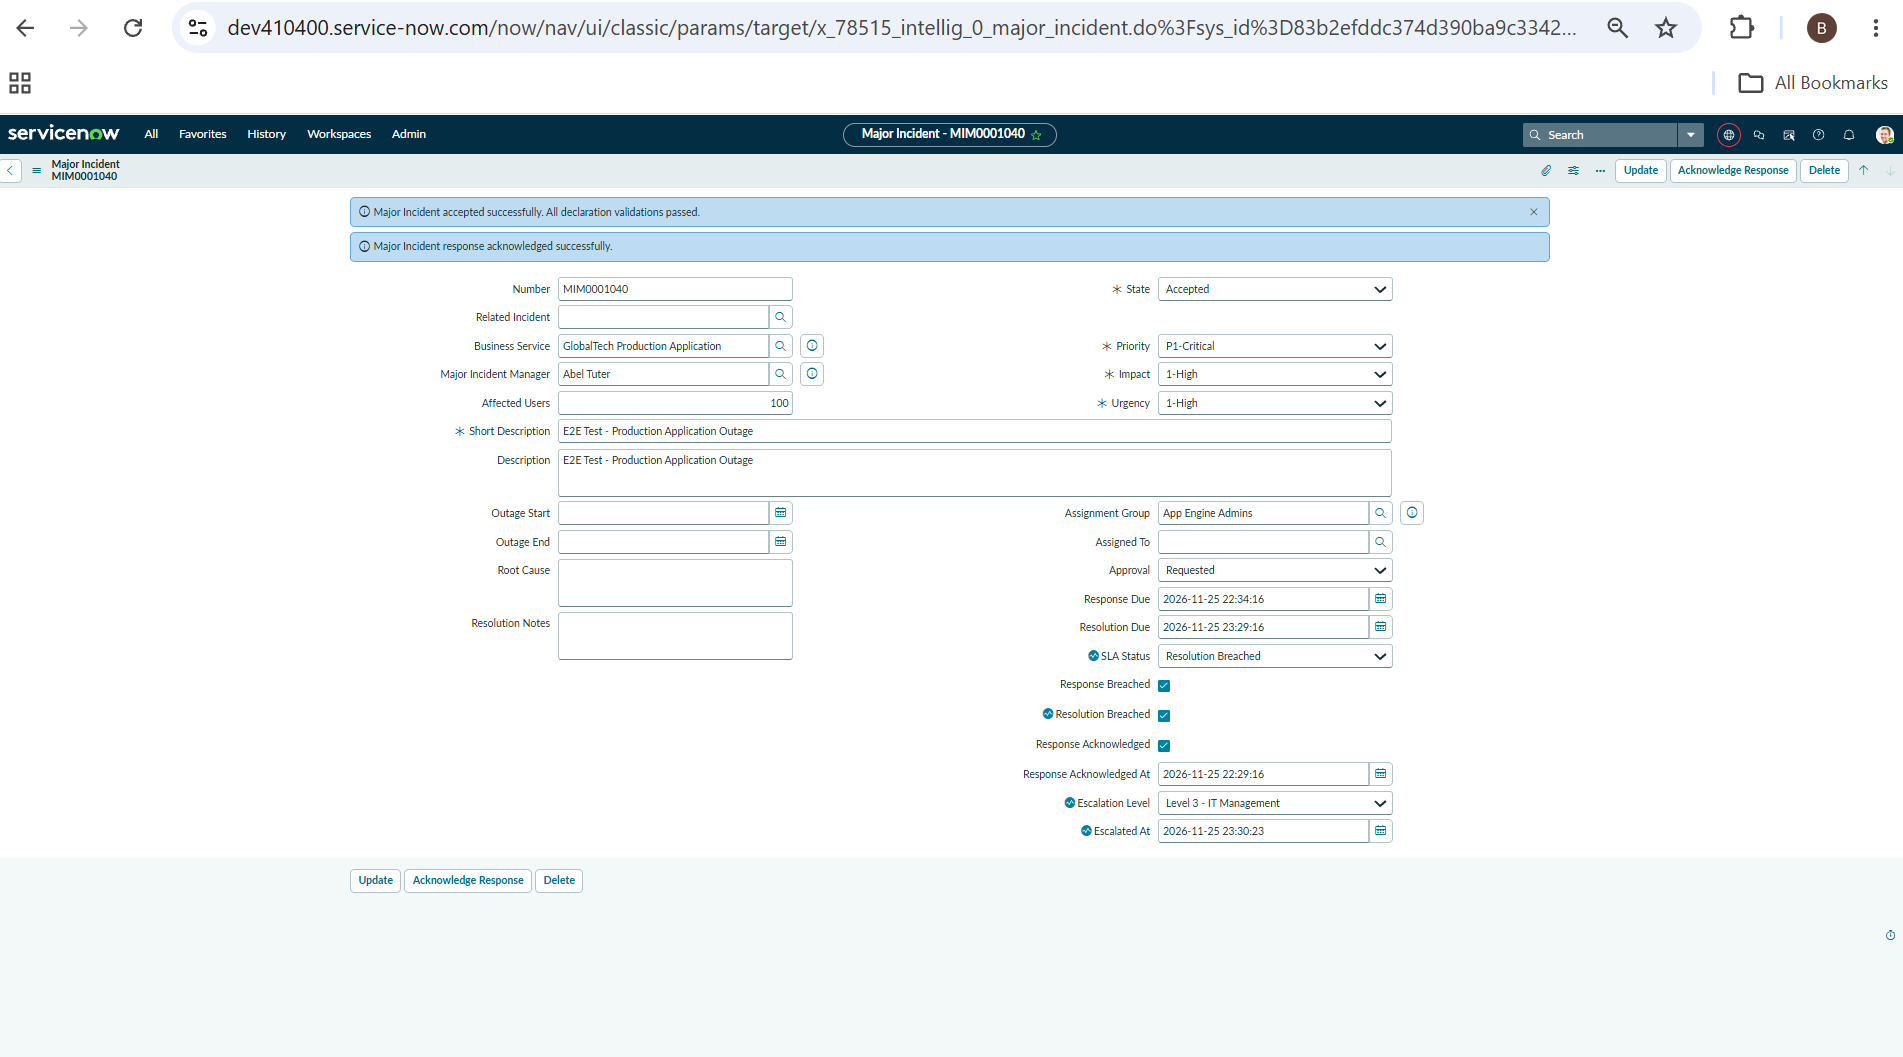 dev410400.service-now.com/now/nav/ui/classic/params/target/x_78515_intellig_0_major_incident.do%3Fsys_id%3D83b2efddc374d390ba9c3342...
B
All Bookmarks
servicenow All Favorites History Workspaces Admin
Major Incident - MIM0001040
Search
Major Incident
MIM0001040
Update Acknowledge Response Delete
Major Incident accepted successfully. All declaration validations passed.
Major Incident response acknowledged successfully.
Number MIM0001040
State Accepted
Related Incident
Business Service GlobalTech Production Application
Priority P1-Critical
Major Incident Manager Abel Tuter
Impact 1-High
Affected Users 100
Urgency 1-High
Short Description E2E Test - Production Application Outage
Description E2E Test - Production Application Outage
Outage Start
Assignment Group App Engine Admins
Outage End
Assigned To
Root Cause
Approval Requested
Response Due 2026-11-25 22:34:16
Resolution Notes
Resolution Due 2026-11-25 23:29:16
SLA Status Resolution Breached
Response Breached
Resolution Breached
Response Acknowledged
Response Acknowledged At 2026-11-25 22:29:16
Escalation Level Level 3 - IT Management
Escalated At 2026-11-25 23:30:23
Update Acknowledge Response Delete